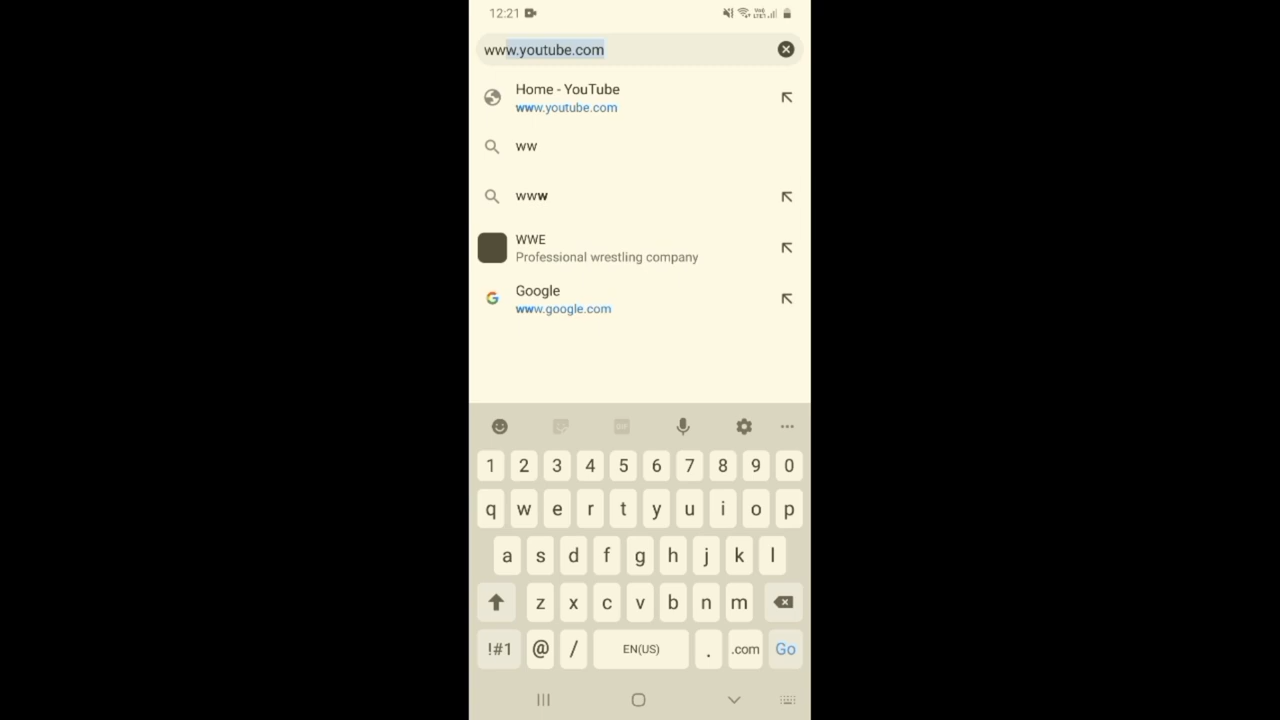 12:21
www.youtube.com
Home - YouTube
www.youtube.com
ww
www
WWE
Professional wrestling company
Google
www.google.com
GIF
1 2 3 4 5 6 7 8 9 0
q w e r t y u i o p
a s d f g h j k l
z x c v b n m
!#1 @ / EN(US) . .com Go